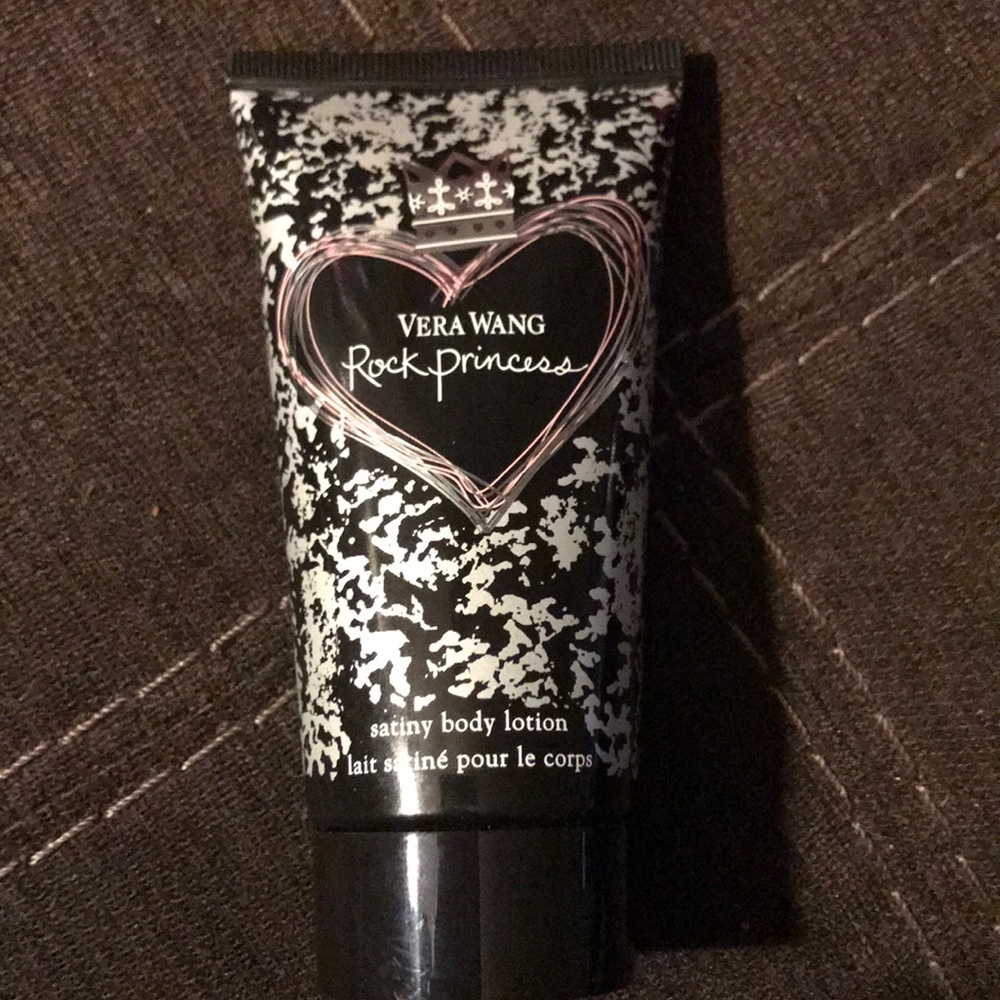 VERA WANG
Rock Princess
satiny body lotion
lait satiné pour le corps